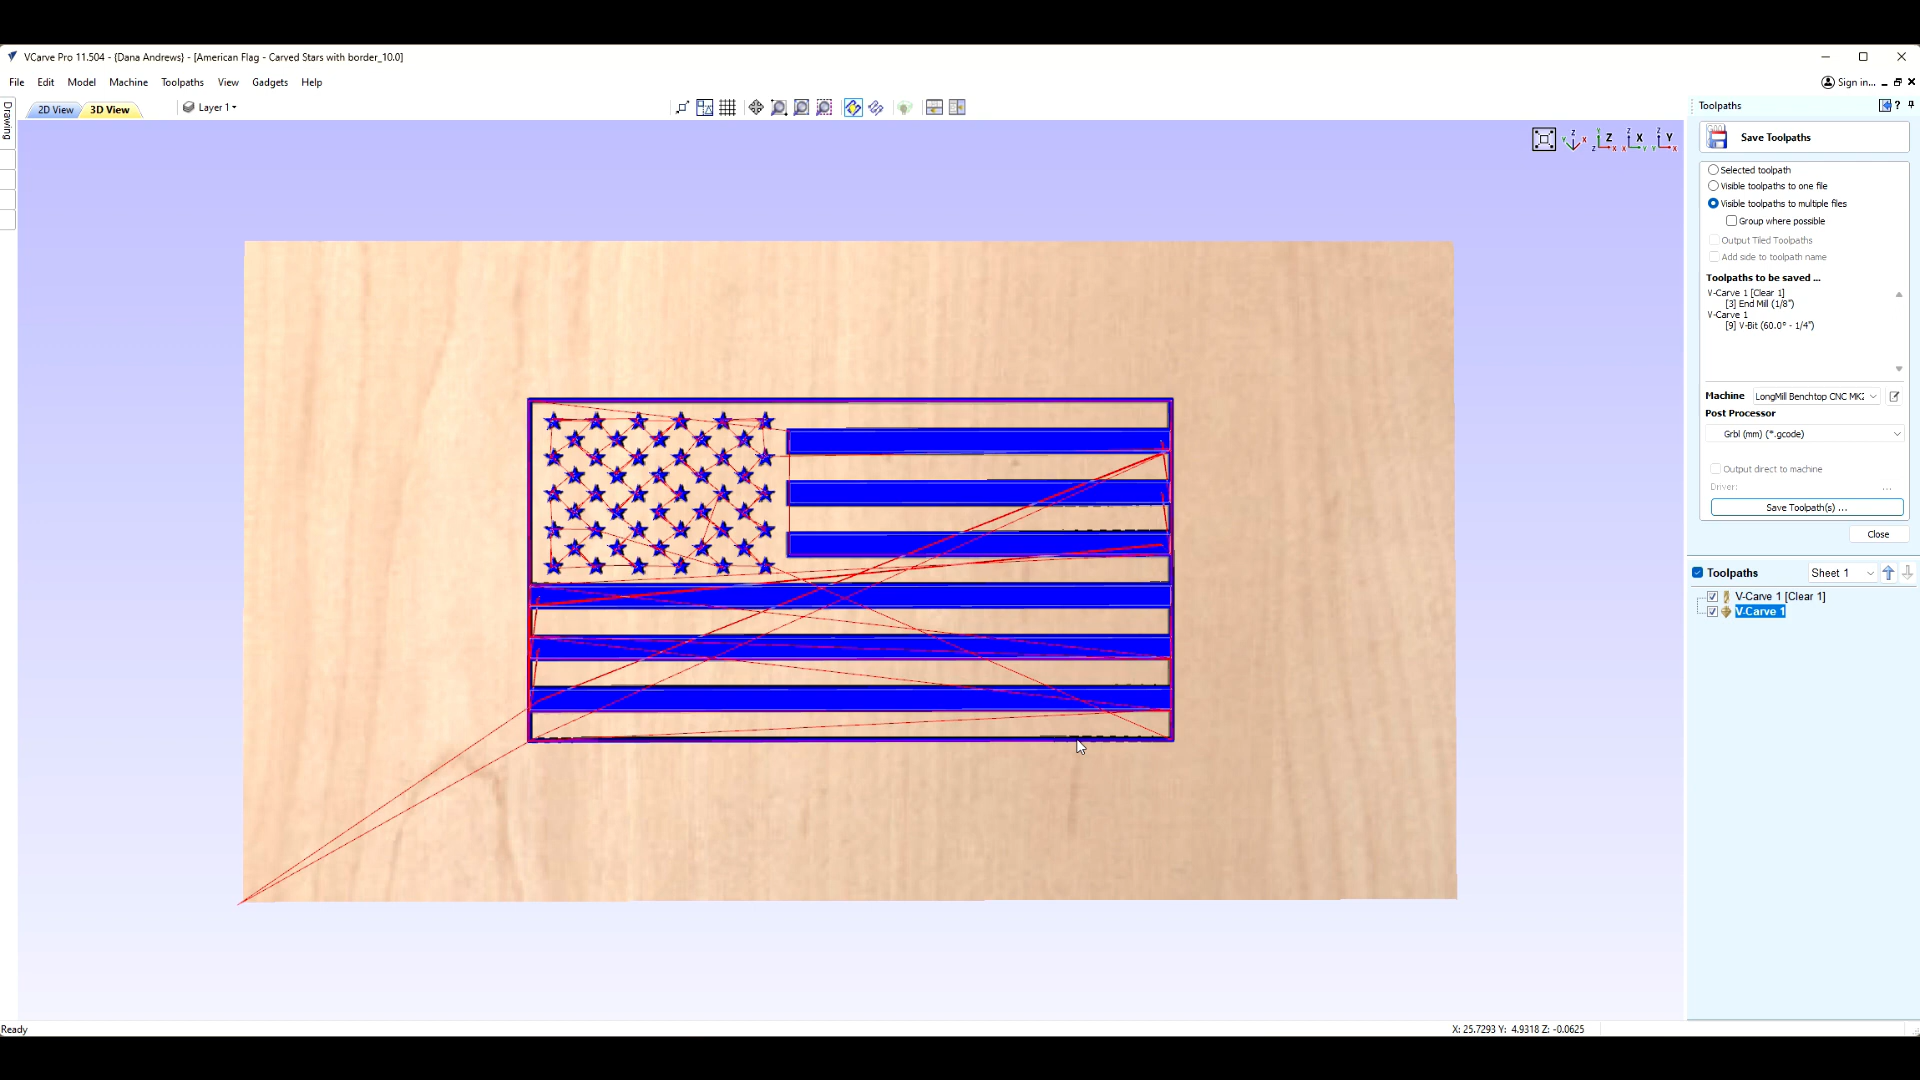 VCarve Pro 11.504 - {Dana Andrews} - [American Flag - Carved Stars with border_10.0]
File Edit Model Machine Toolpaths View Gadgets Help
Sign in...
2D View 3D View Layer 1
Drawing
Toolpaths
Save Toolpaths
Selected toolpath
Visible toolpaths to one file
Visible toolpaths to multiple files
Group where possible
Output Tiled Toolpaths
Add side to toolpath name
Toolpaths to be saved ...
V-Carve 1 [Clear 1]
[3] End Mill (1/8")
V-Carve 1
[9] V-Bit (60.0° - 1/4")
Machine LongMill Benchtop CNC MK2
Post Processor
Grbl (mm) (*.gcode)
Output direct to machine
Driver: ...
Save Toolpath(s) ...
Close
Toolpaths Sheet 1
V-Carve 1 [Clear 1]
V-Carve 1
Ready
X: 25.7293 Y: 4.9318 Z: -0.0625